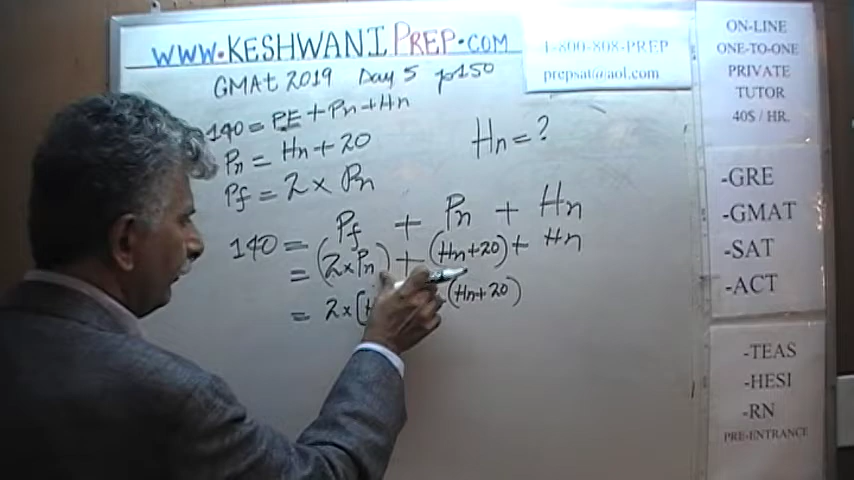 WWW.KESHWANIPREP.COM
GMAt 2019 Day 5 p150
140 = PE + Pn + Hn
Pn = Hn + 20
Pf = 2 × Pn
Hn = ?
140 = Pf + Pn + Hn
= (2×Pn) + (Hn+20) + Hn
= 2×[H (Hn+20)
1-800-808-PREP
prepsat@aol.com
ON-LINE
ONE-TO-ONE
PRIVATE
TUTOR
40$ / HR.
-GRE
-GMAT
-SAT
-ACT
-TEAS
-HESI
-RN
PRE-ENTRANCE